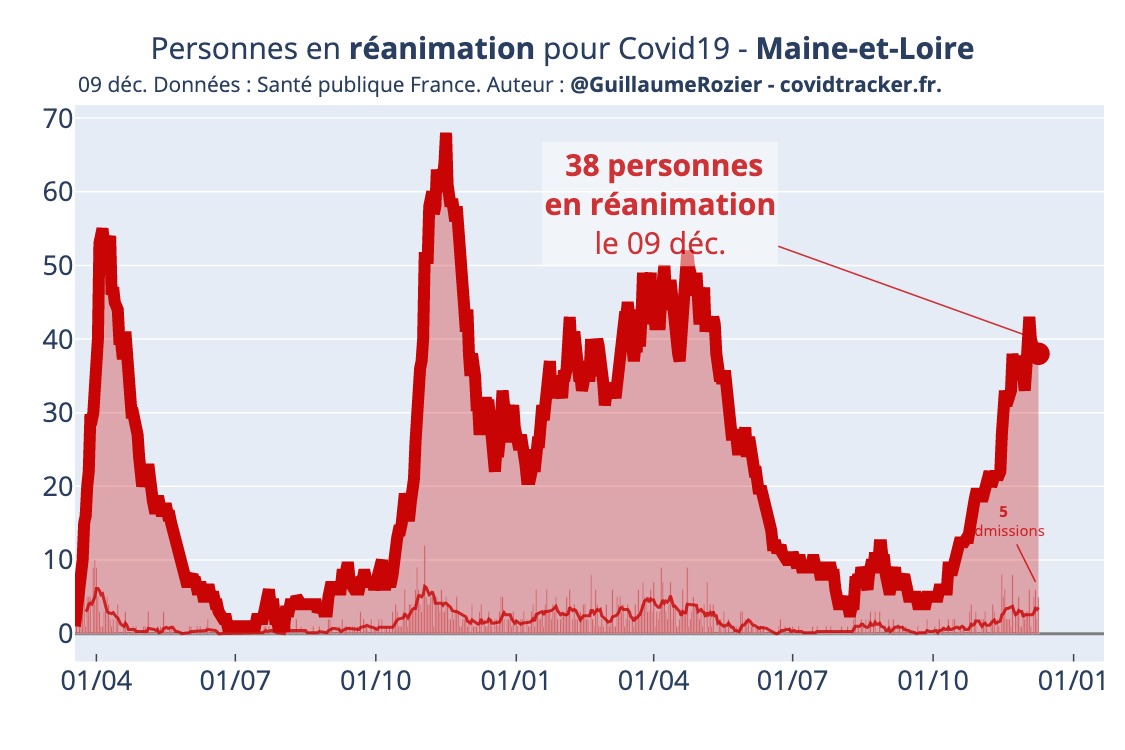 Personnes en réanimation pour Covid19 - Maine-et-Loire
09 déc. Données : Santé publique France. Auteur : @GuillaumeRozier - covidtracker.fr.
70
60
50
40
30
20
10
0
38 personnes
en réanimation
le 09 déc.
5
dmissions
01/04
01/07
01/10
01/01
01/04
01/07
01/10
01/01